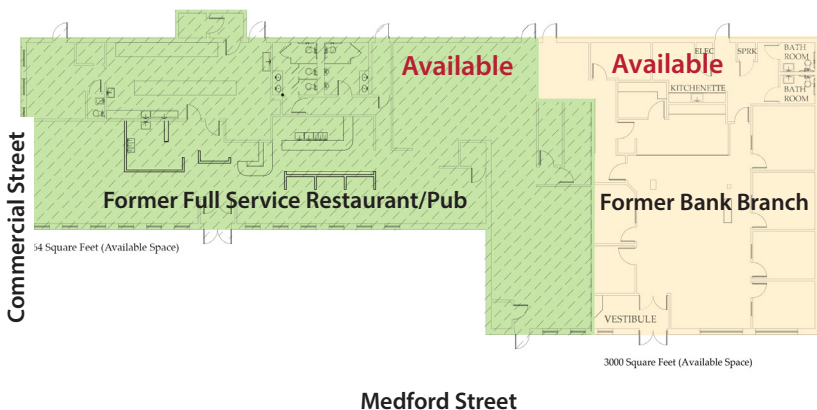 Available
Available
ELEC
SPRK
BATH
ROOM
KITCHENETTE
BATH
ROOM
Former Full Service Restaurant/Pub
Former Bank Branch
Commercial Street
64 Square Feet (Available Space)
VESTIBULE
3000 Square Feet (Available Space)
Medford Street